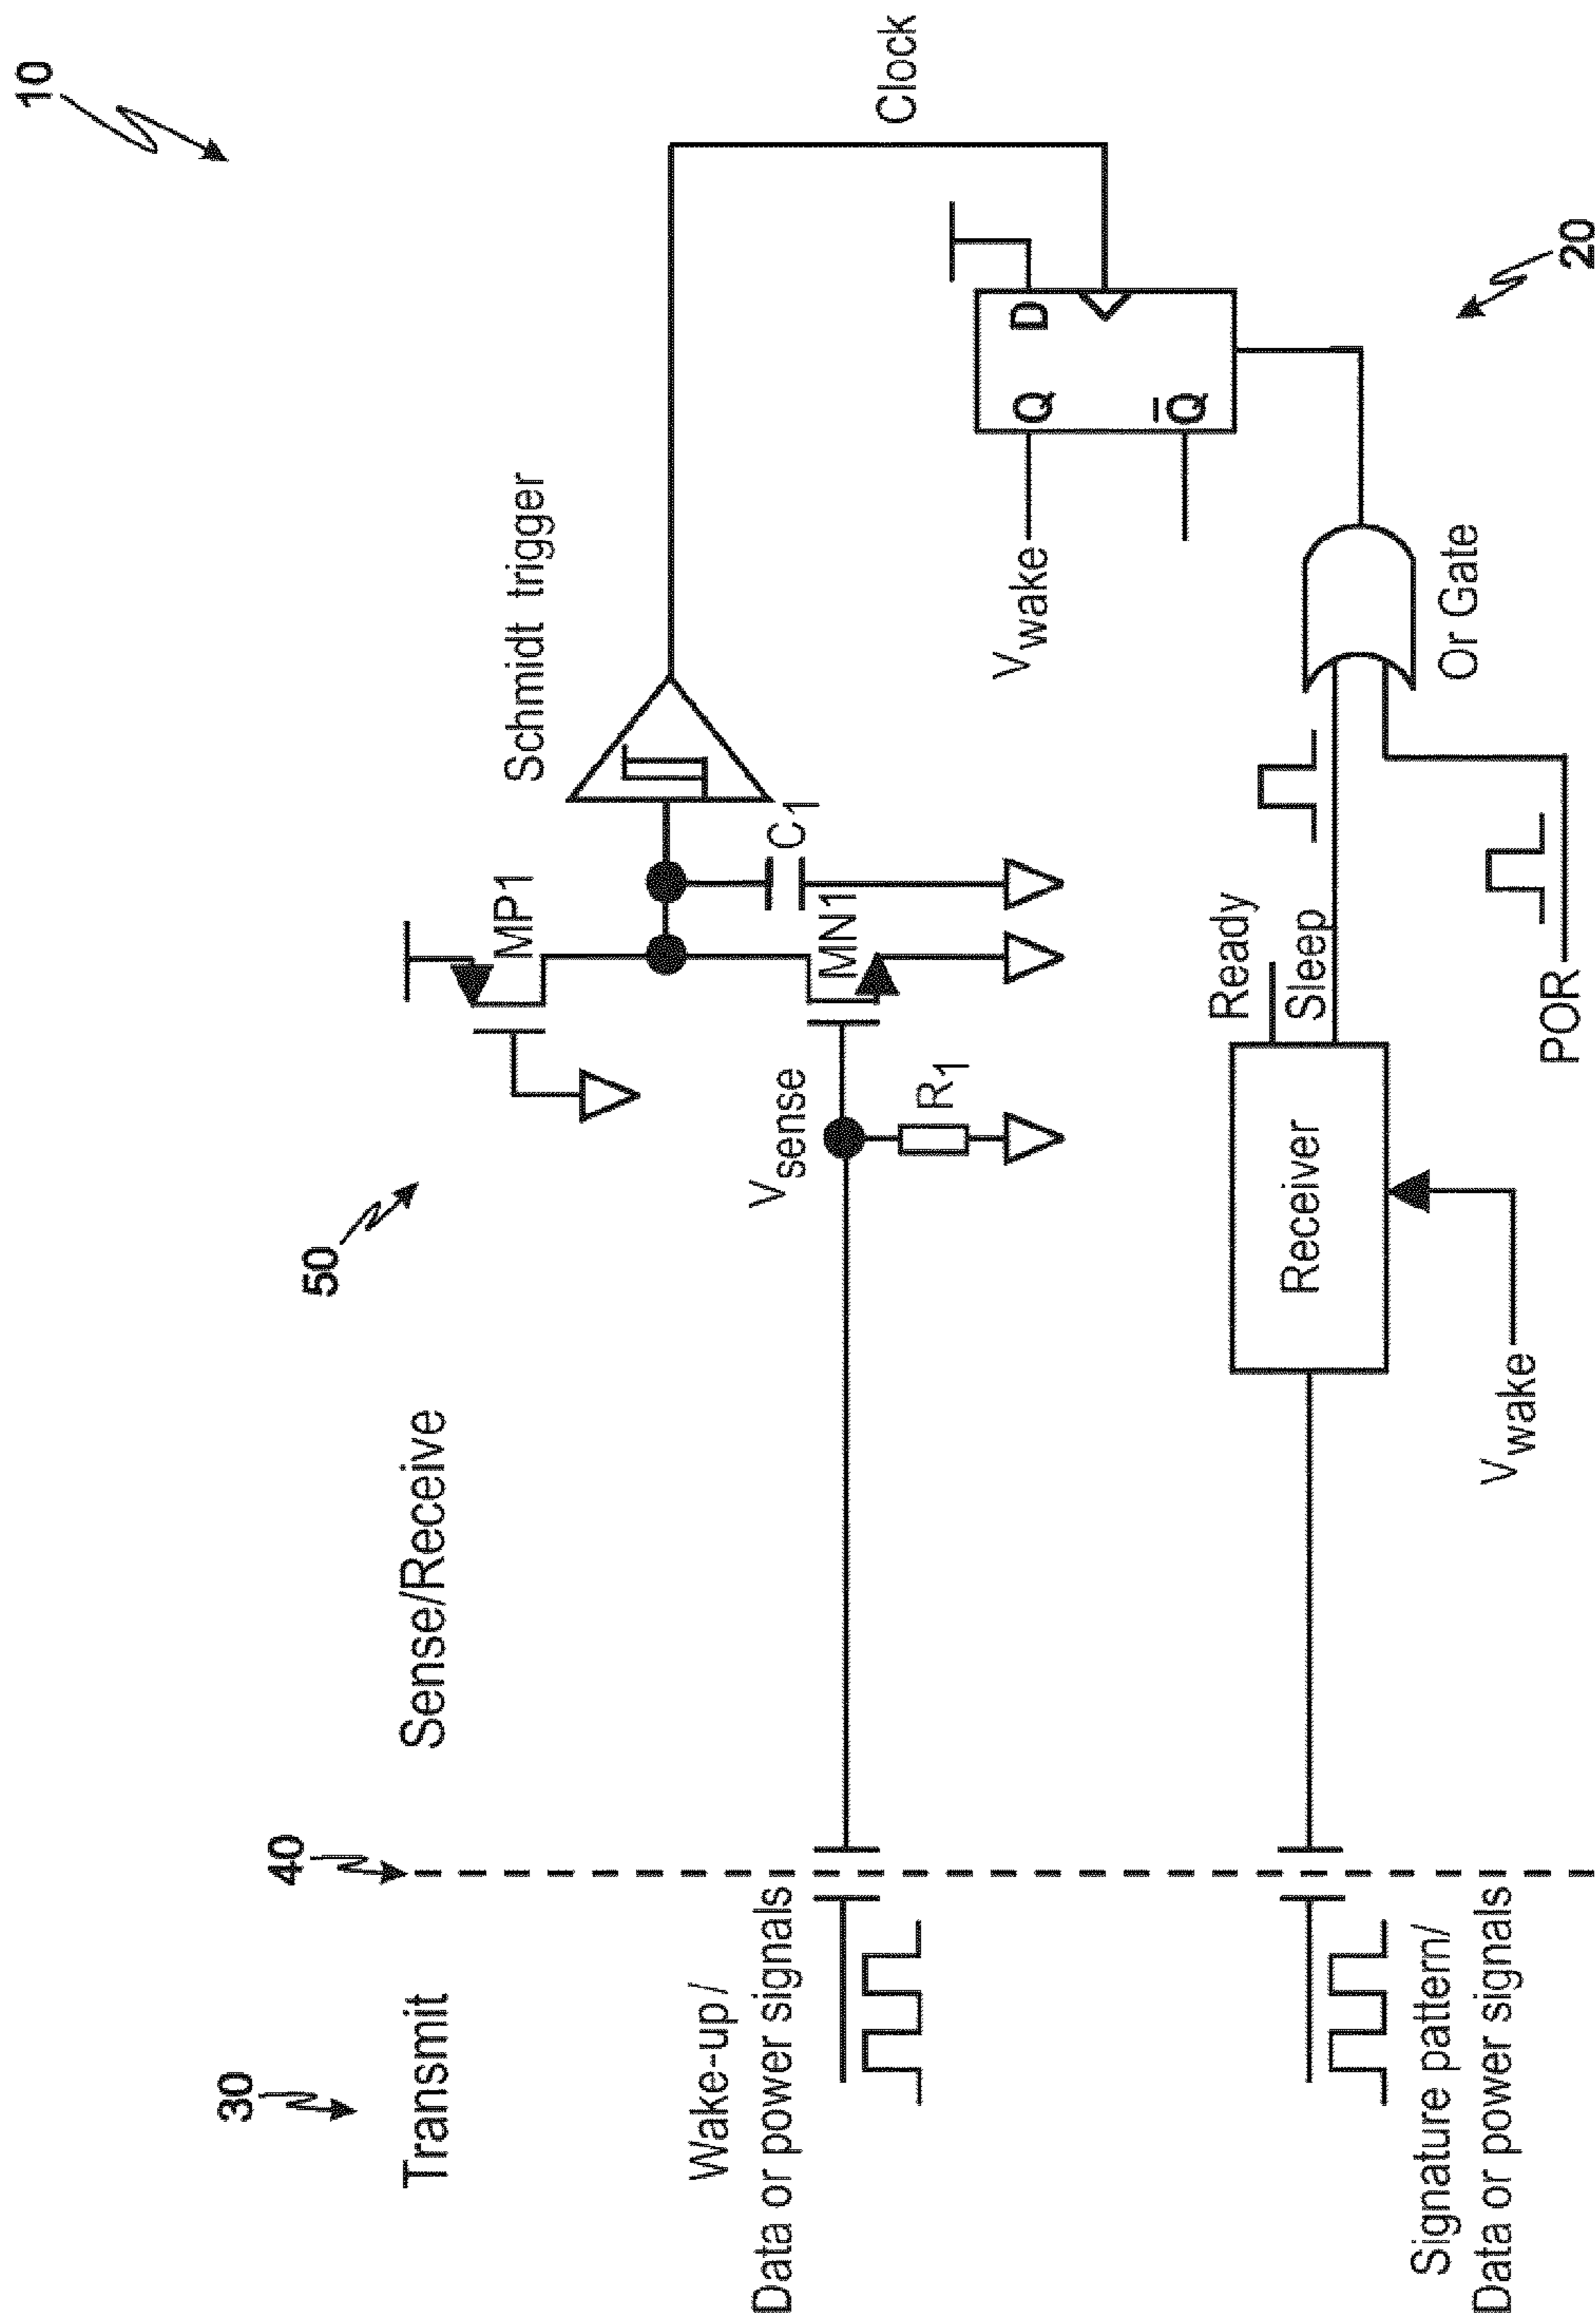 10
Clock
Schmidt trigger
50
MP1
C1
MN1
Vsense
R1
D
Q
Q̅
Vwake
20
Or Gate
Ready
Sleep
POR
Receiver
Vwake
Sense/Receive
40
30
Transmit
Wake-up/
Data or power signals
Signature pattern/
Data or power signals